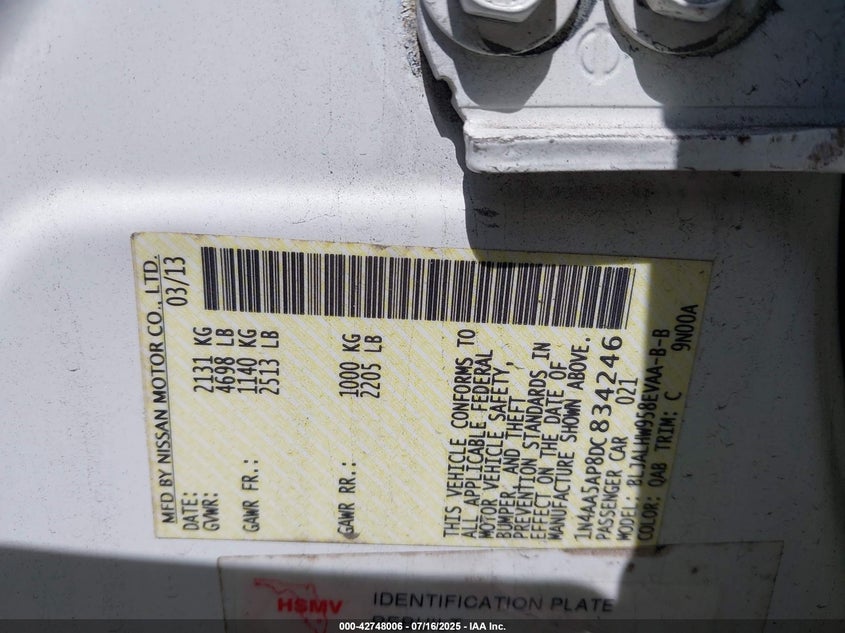 MFD BY NISSAN MOTOR CO., LTD.
DATE: 03/13
GVWR: 2131 KG
4698 LB
GAWR FR.: 1140 KG
2513 LB
GAWR RR.: 1000 KG
2205 LB
THIS VEHICLE CONFORMS TO
ALL APPLICABLE FEDERAL
MOTOR VEHICLE SAFETY,
BUMPER, AND THEFT
PREVENTION STANDARDS IN
EFFECT ON THE DATE OF
MANUFACTURE SHOWN ABOVE.
1N4AA5AP8DC834246
PASSENGER CAR 021
MODEL: BLJALHW958EVAA-B-B
COLOR: QAB TRIM: C 9N00A
HSMV
IDENTIFICATION PLATE
000-42748006 - 07/16/2025 - IAA Inc.